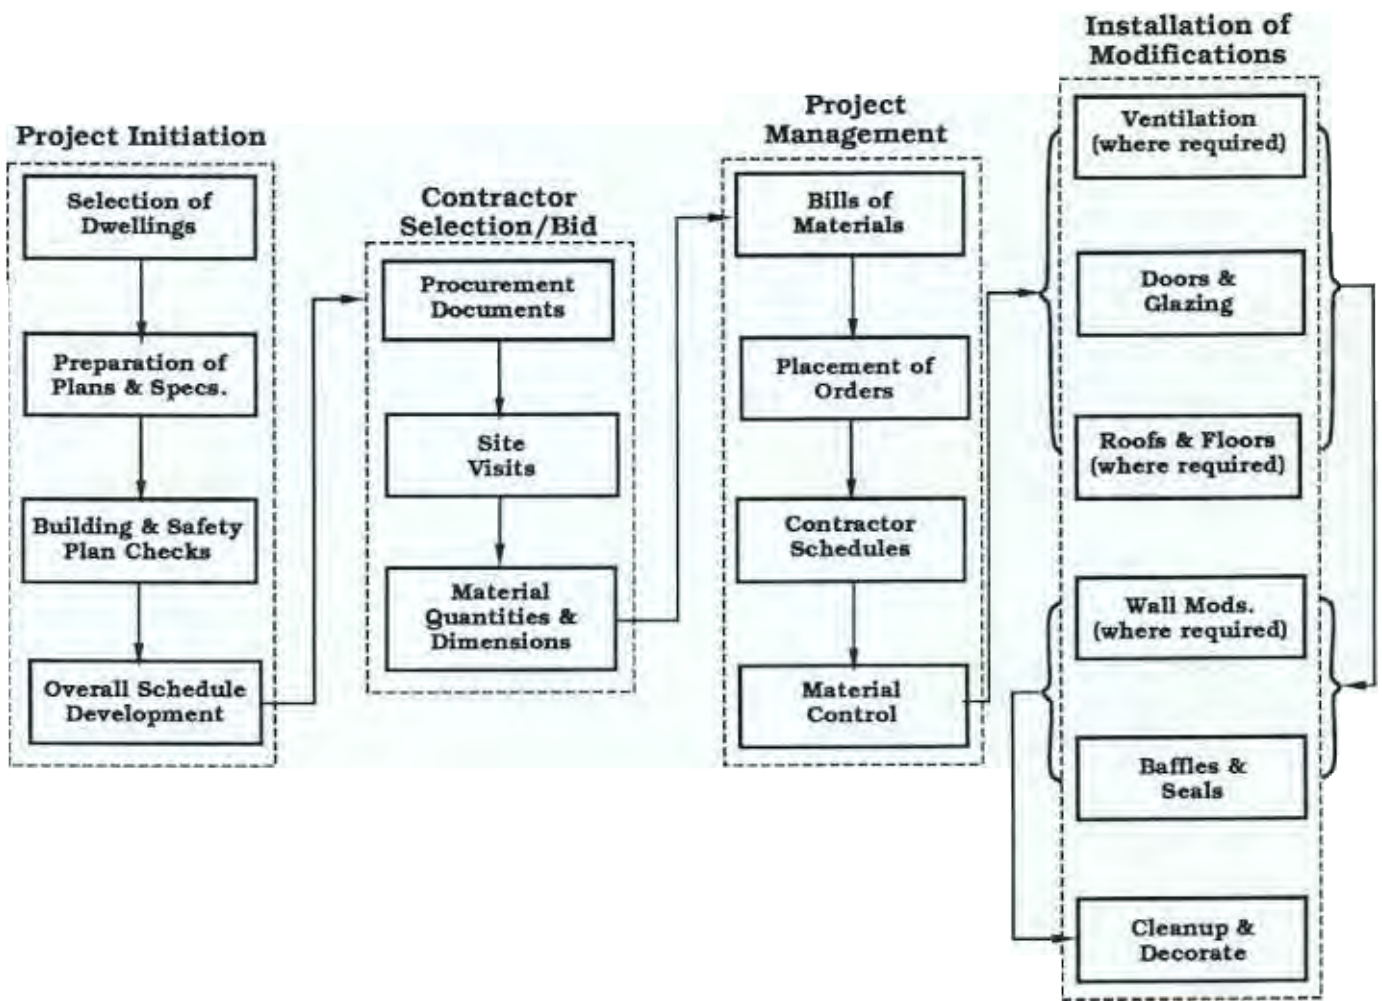 Project Initiation
Selection of
Dwellings
Preparation of
Plans & Specs.
Building & Safety
Plan Checks
Overall Schedule
Development
Contractor
Selection/Bid
Procurement
Documents
Site
Visits
Material
Quantities &
Dimensions
Project
Management
Bills of
Materials
Placement of
Orders
Contractor
Schedules
Material
Control
Installation of
Modifications
Ventilation
(where required)
Doors &
Glazing
Roofs & Floors
(where required)
Wall Mods.
(where required)
Baffles &
Seals
Cleanup &
Decorate